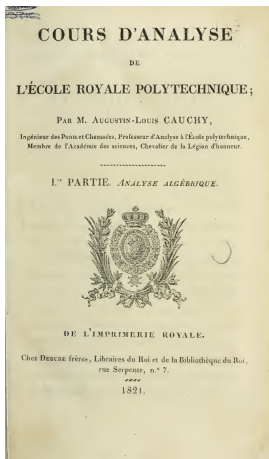 COURS D'ANALYSE
DE
L'ÉCOLE ROYALE POLYTECHNIQUE;
PAR M. AUGUSTIN-LOUIS CAUCHY,
Ingénieur des Ponts et Chaussées, Professeur d'Analyse à l'École polytechnique,
Membre de l'Académie des sciences, Chevalier de la Légion d'honneur.
I.re PARTIE. ANALYSE ALGÉBRIQUE.
DE L'IMPRIMERIE ROYALE.
Chez DEBURE frères, Libraires du Roi et de la Bibliothèque du Roi,
rue Serpente, n.º 7.
1821.